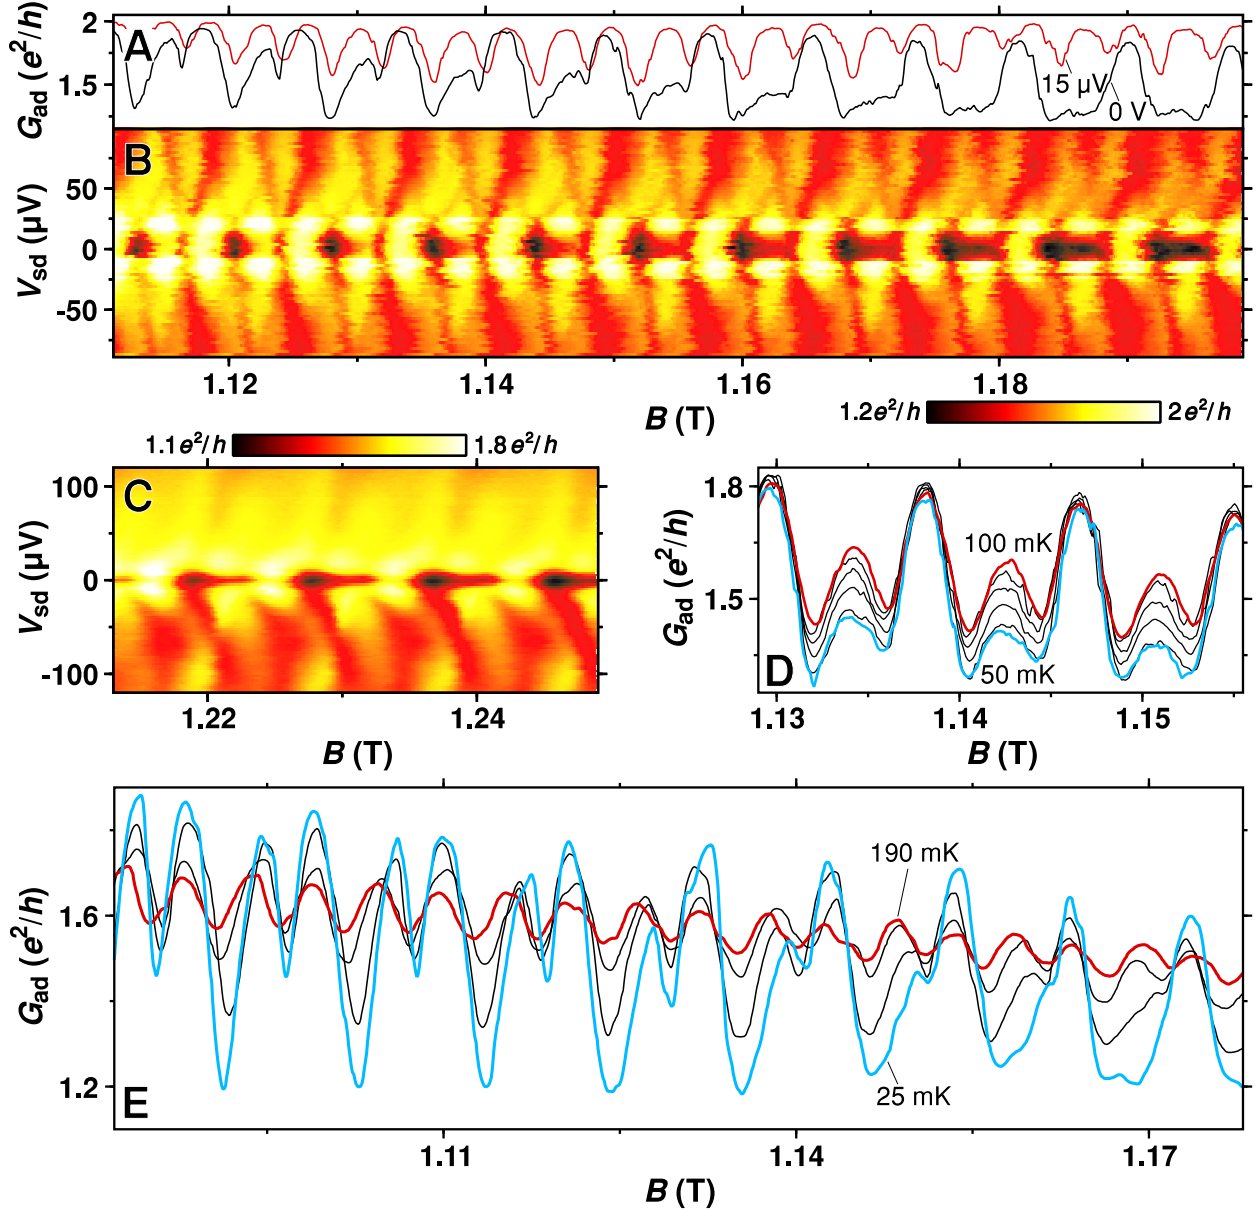 2
1.5
G_ad (e²/h)
A
15 µV
0 V
B
50
0
-50
V_sd (µV)
1.12
1.14
1.16
1.18
B (T)
1.2e²/h
2e²/h
1.1e²/h
1.8e²/h
C
100
0
-100
V_sd (µV)
1.22
1.24
B (T)
1.8
1.5
G_ad (e²/h)
100 mK
50 mK
D
1.13
1.14
1.15
B (T)
1.6
1.2
G_ad (e²/h)
190 mK
25 mK
E
1.11
1.14
1.17
B (T)